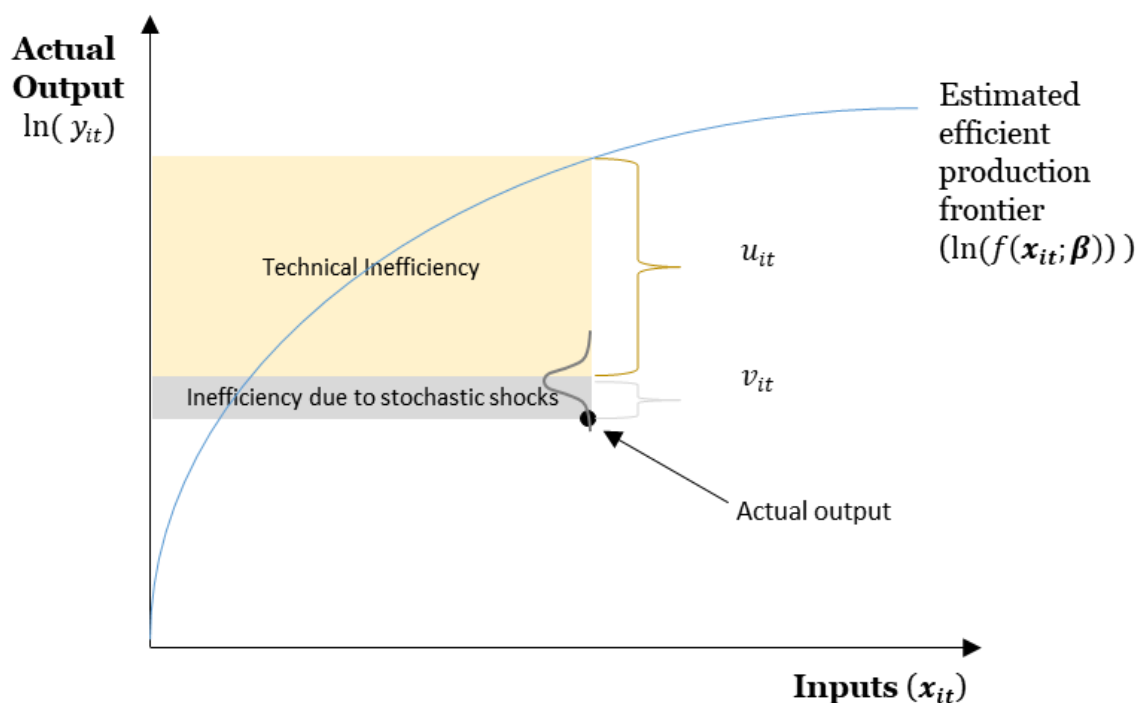 Actual
Output
ln( y_it)
Estimated
efficient
production
frontier
(ln(f(x_it; β)) )
Technical Inefficiency
u_it
Inefficiency due to stochastic shocks
v_it
Actual output
Inputs (x_it)